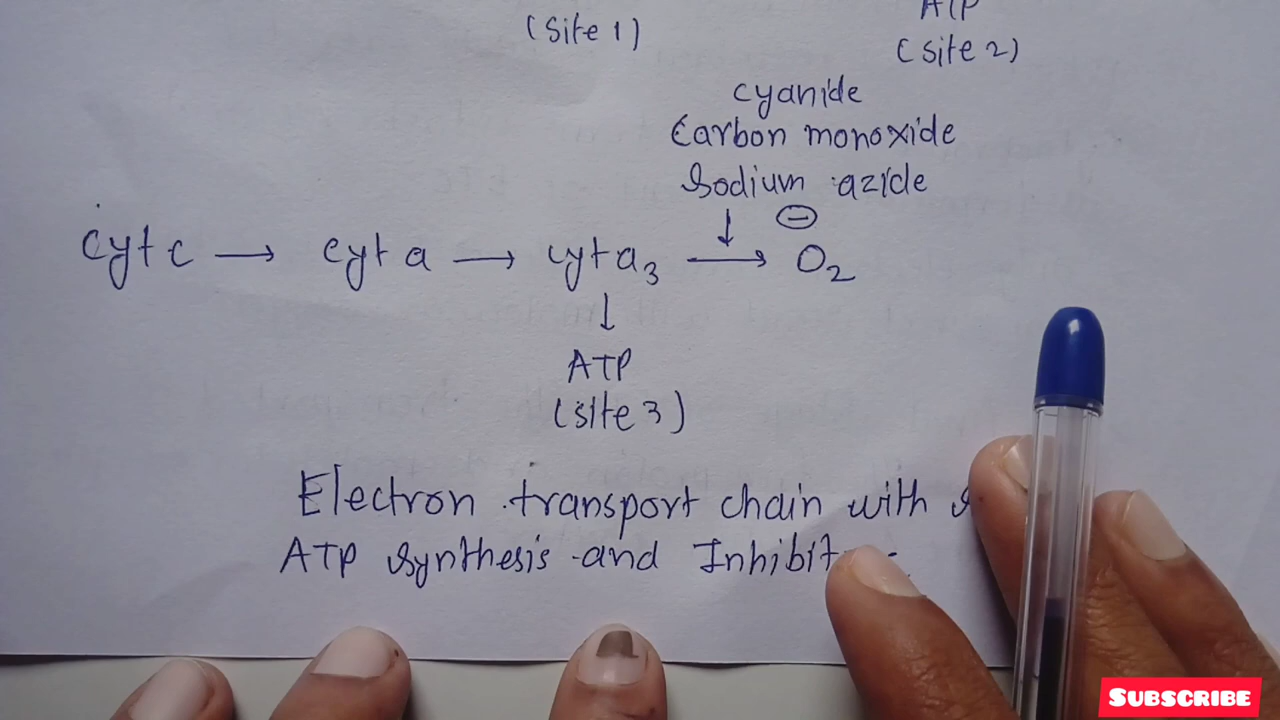 ATP
(site 1)
(site 2)
cyanide
Carbon monoxide
Sodium azide
cyt c → cyt a → cyt a₃ → O₂
↓ ⊖
↓
ATP
(site 3)
Electron transport chain with
ATP synthesis and
SUBSCRIBE